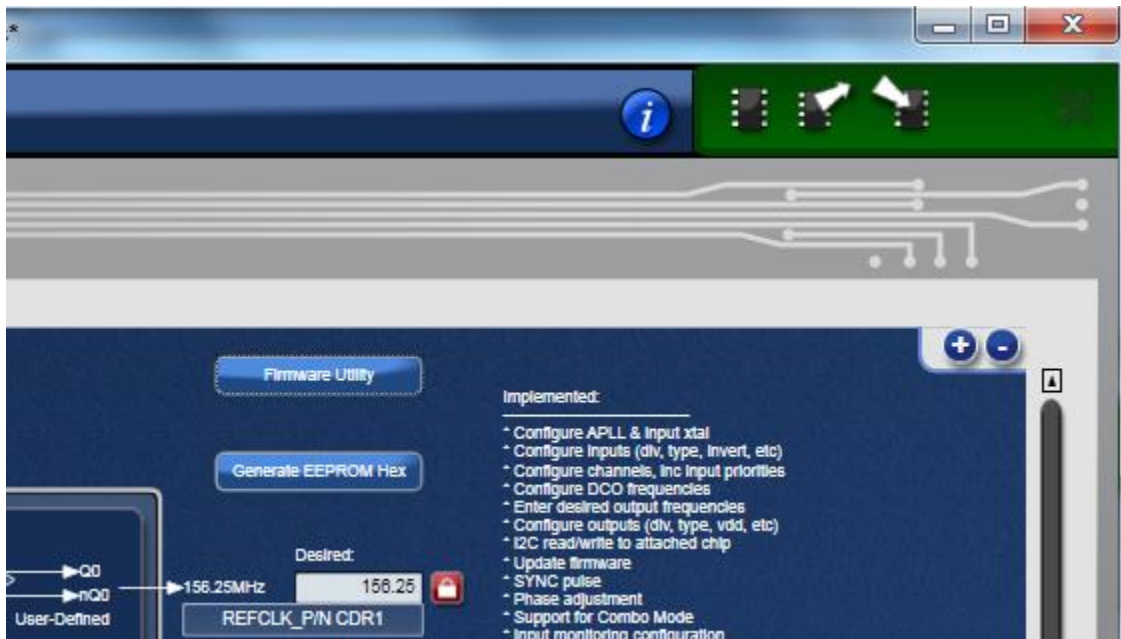 *
i
+ -
Firmware Utility
Implemented:
* Configure APLL & Input xtal
* Configure Inputs (div, type, Invert, etc)
Generate EEPROM Hex
* Configure channels, Inc Input priorities
* Configure DCO frequencies
* Enter desired output frequencies
* Configure outputs (div, type, vdd, etc)
* I2C read/write to attached chip
Desired:
* Update firmware
Q0
156.25MHz
156.25
* SYNC pulse
nQ0
* Phase adjustment
User-Defined
REFCLK_P/N CDR1
* Support for Combo Mode
* Input monitoring configuration